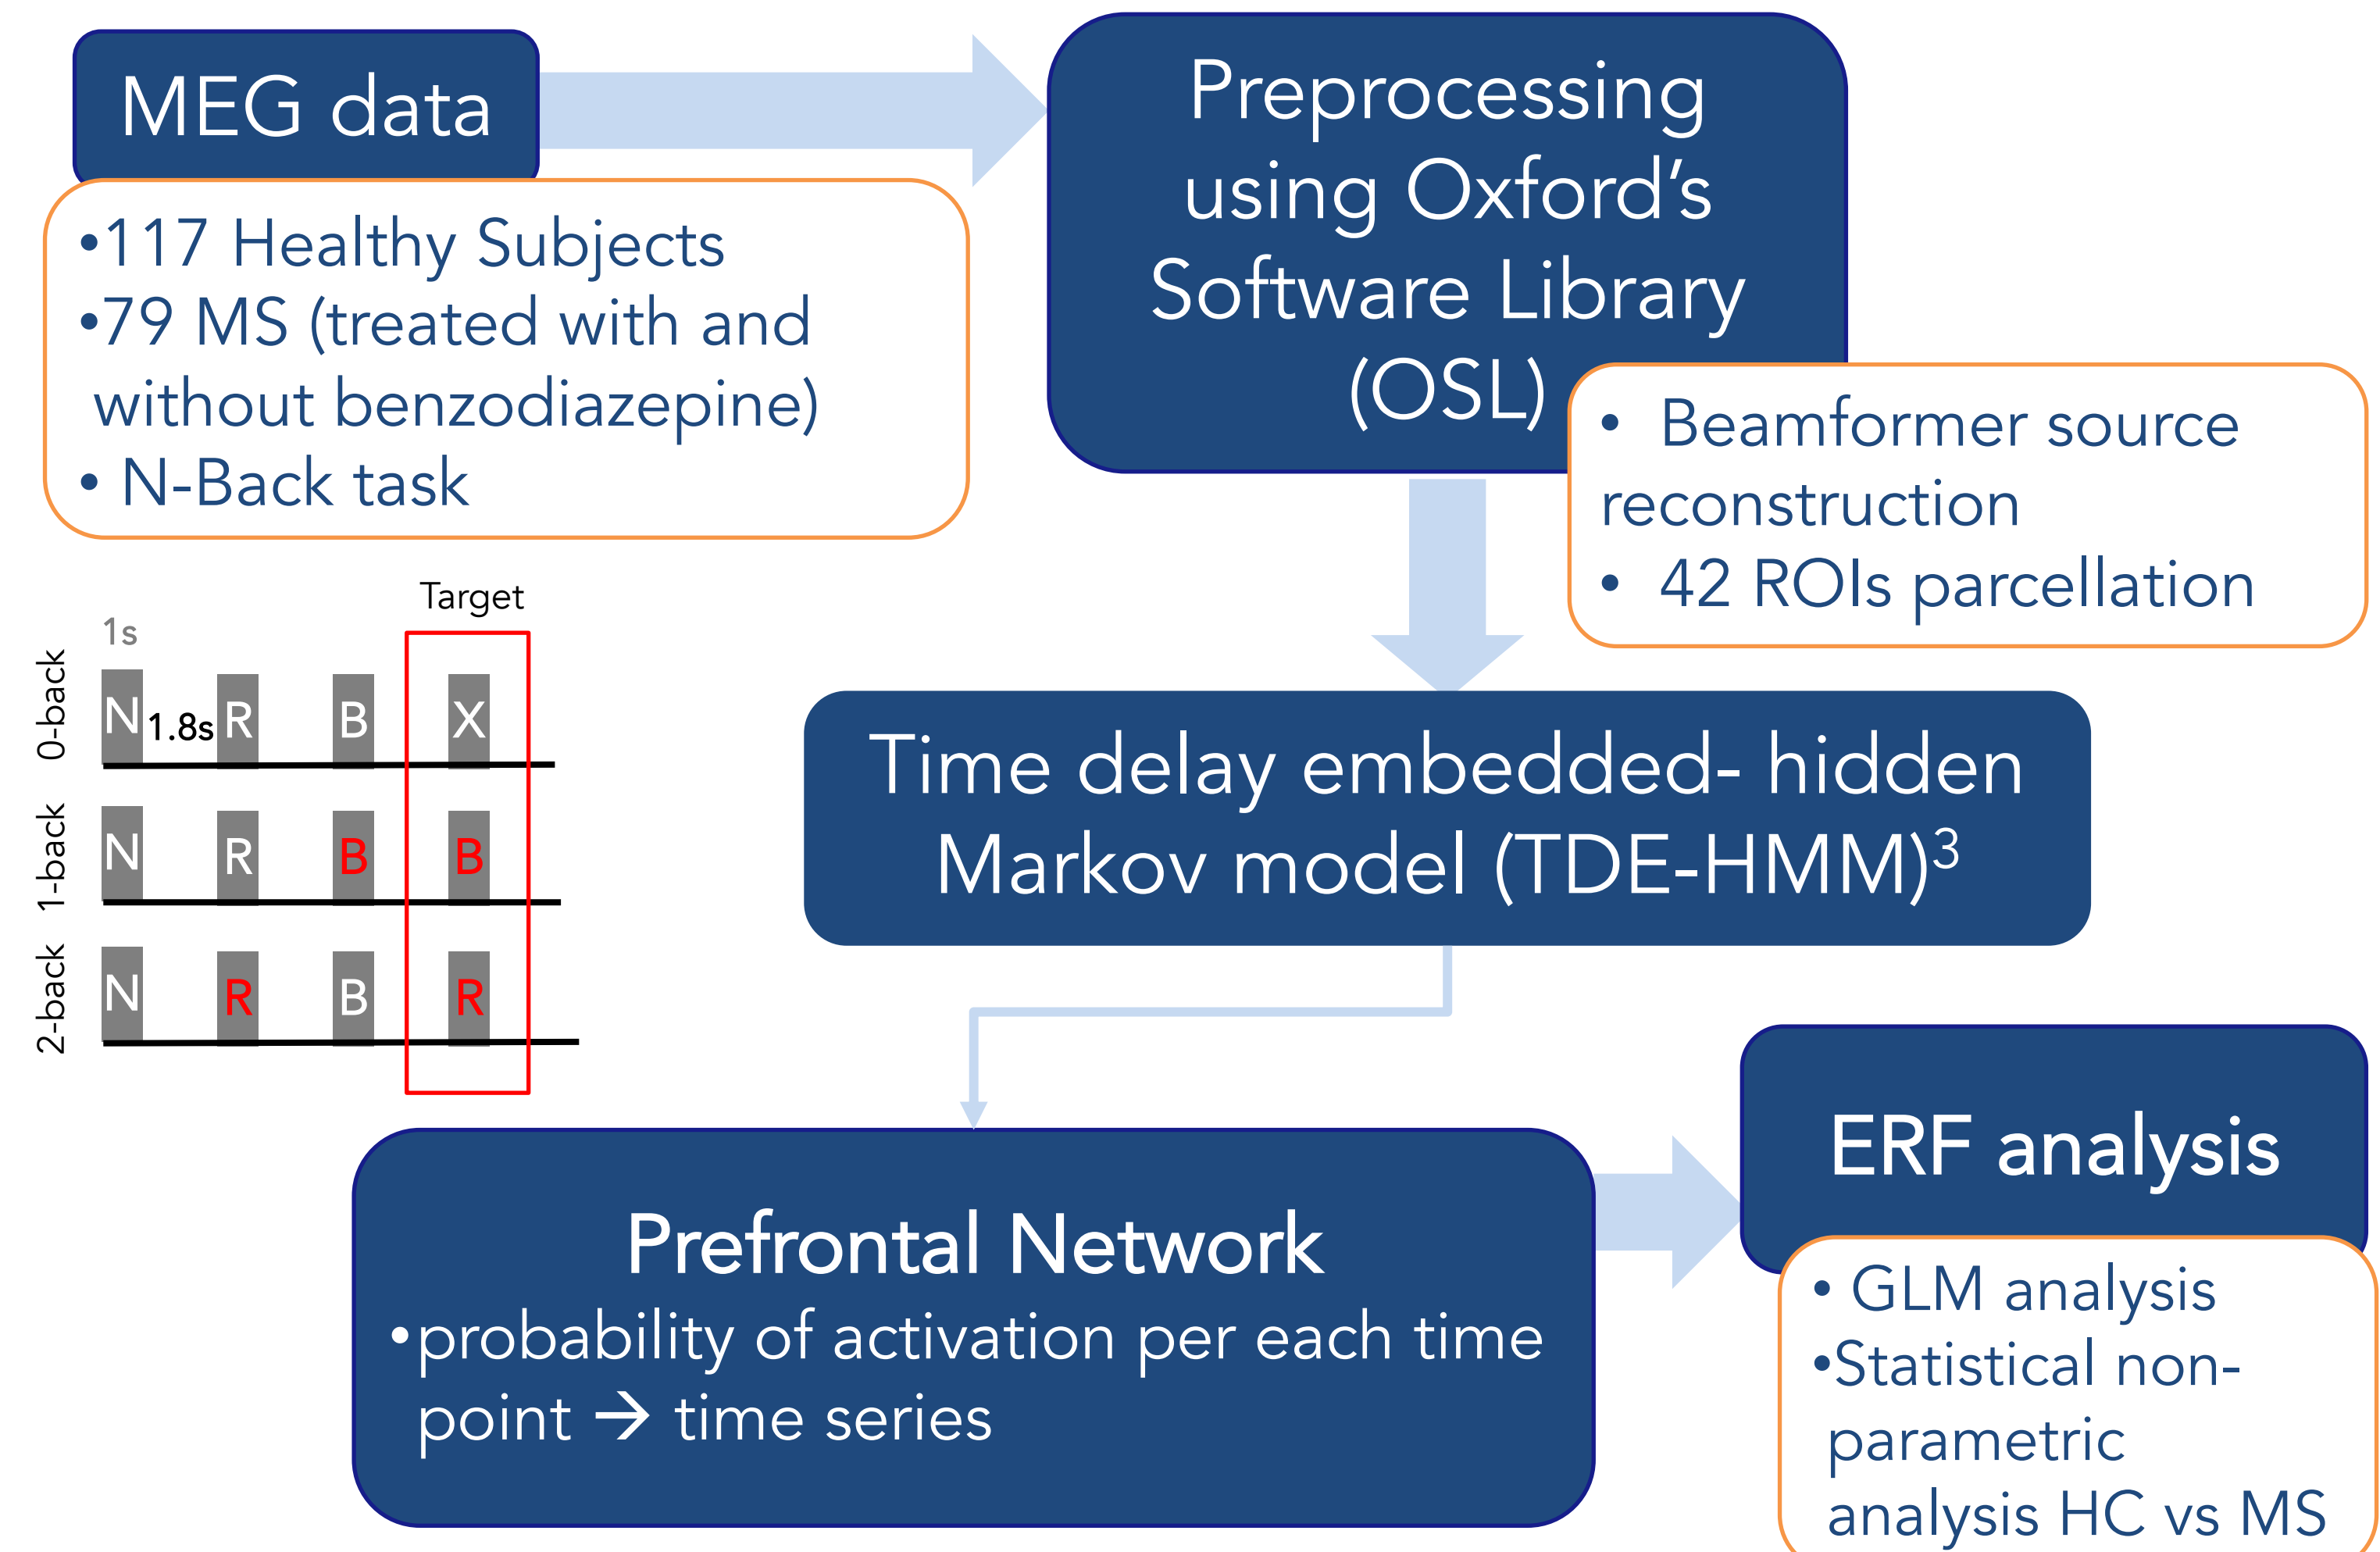 MEG data
•117 Healthy Subjects
•79 MS (treated with and
without benzodiazepine)
• N-Back task
Preprocessing
using Oxford’s
Software Library
(OSL)
• Beamformer source
reconstruction
• 42 ROIs parcellation
Target
1s
0-back
N 1.8s R B X
1-back
N R B B
2-back
N R B R
Time delay embedded- hidden
Markov model (TDE-HMM)³
Prefrontal Network
•probability of activation per each time
point → time series
ERF analysis
• GLM analysis
•Statistical non-
parametric
analysis HC vs MS